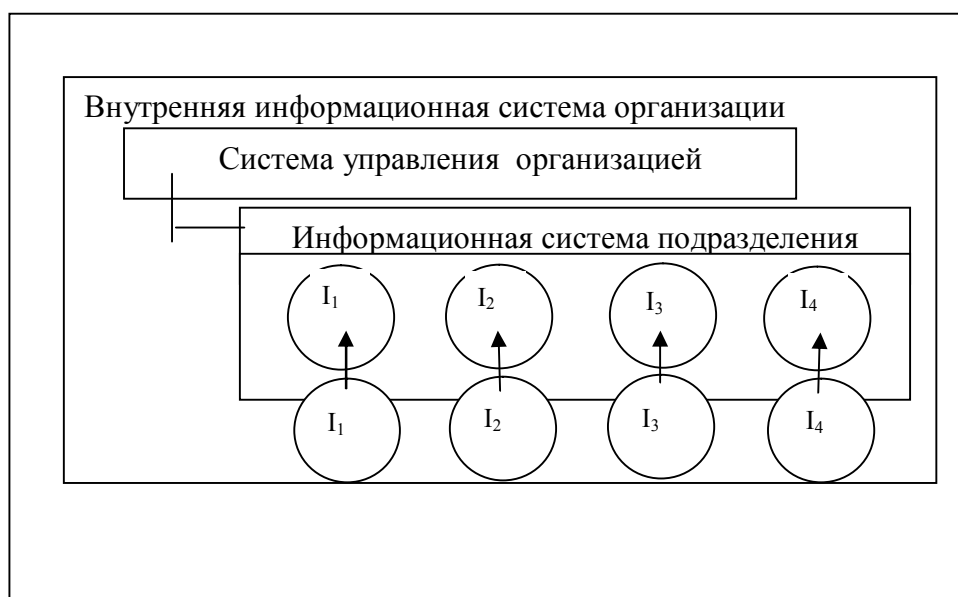 Внутренняя информационная система организации
Система управления организацией
Информационная система подразделения
I₁ I₂ I₃ I₄
I₁ I₂ I₃ I₄